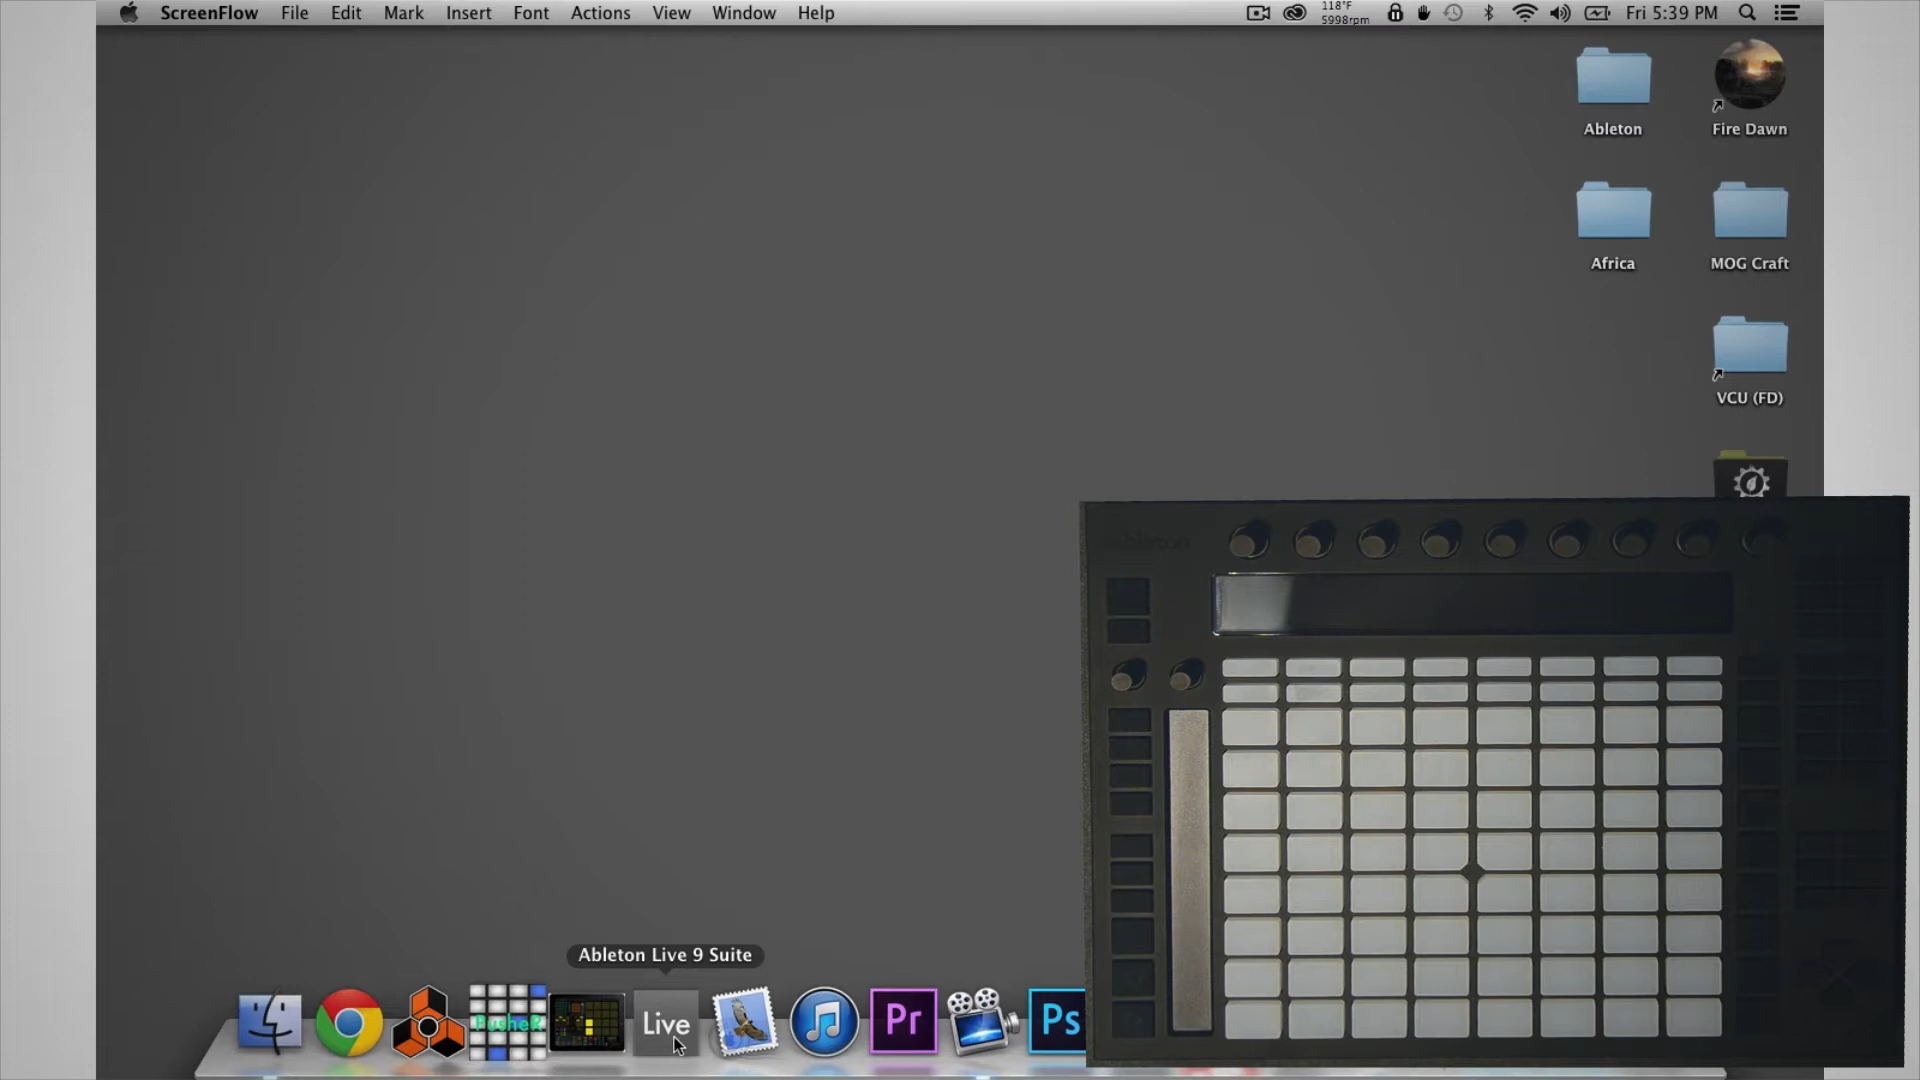 ScreenFlow File Edit Mark Insert Font Actions View Window Help 118°F 5998rpm Fri 5:39 PM
Ableton Fire Dawn
Africa MOG Craft
VCU (FD)
Ableton Live 9 Suite
PusheR Live Pr Ps